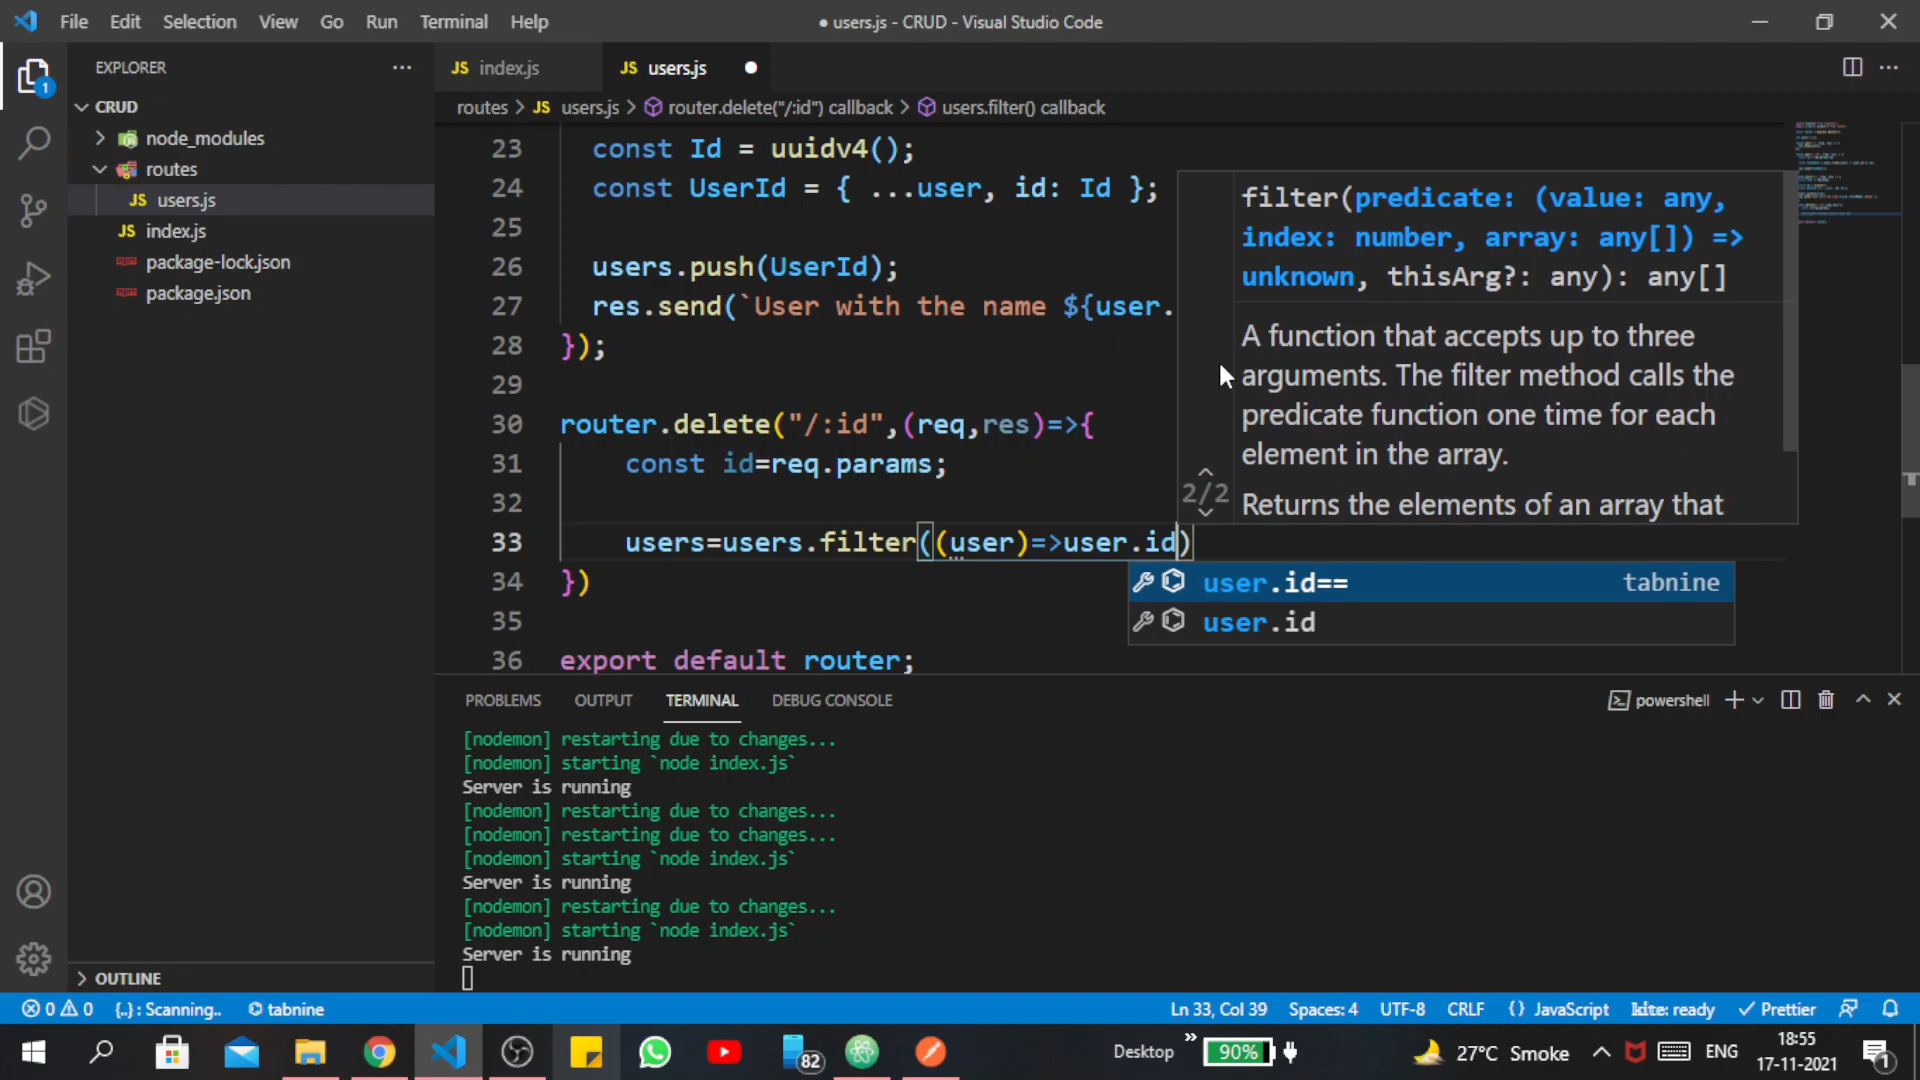 File Edit Selection View Go Run Terminal Help
● users.js - CRUD - Visual Studio Code
EXPLORER
JS index.js
JS users.js
routes > JS users.js > router.delete("/:id") callback > users.filter() callback
CRUD
node_modules
routes
JS users.js
JS index.js
package-lock.json
package.json
23 const Id = uuidv4();
24 const UserId = { ...user, id: Id };
25
26 users.push(UserId);
27 res.send(`User with the name ${user.
28 });
29
30 router.delete("/:id",(req,res)=>{
31 const id=req.params;
32
33 users=users.filter((user)=>user.id)
34 })
35
36 export default router;
filter(predicate: (value: any,
index: number, array: any[]) =>
unknown, thisArg?: any): any[]
A function that accepts up to three
arguments. The filter method calls the
predicate function one time for each
element in the array.
2/2
Returns the elements of an array that
user.id== tabnine
user.id
PROBLEMS OUTPUT TERMINAL DEBUG CONSOLE
powershell
[nodemon] restarting due to changes...
[nodemon] starting `node index.js`
Server is running
[nodemon] restarting due to changes...
[nodemon] restarting due to changes...
[nodemon] starting `node index.js`
Server is running
[nodemon] restarting due to changes...
[nodemon] starting `node index.js`
Server is running
OUTLINE
0 0 {..} : Scanning.. tabnine
Ln 33, Col 39 Spaces: 4 UTF-8 CRLF {} JavaScript kite: ready Prettier
82
Desktop
90%
27°C Smoke
ENG
18:55
17-11-2021
1
1